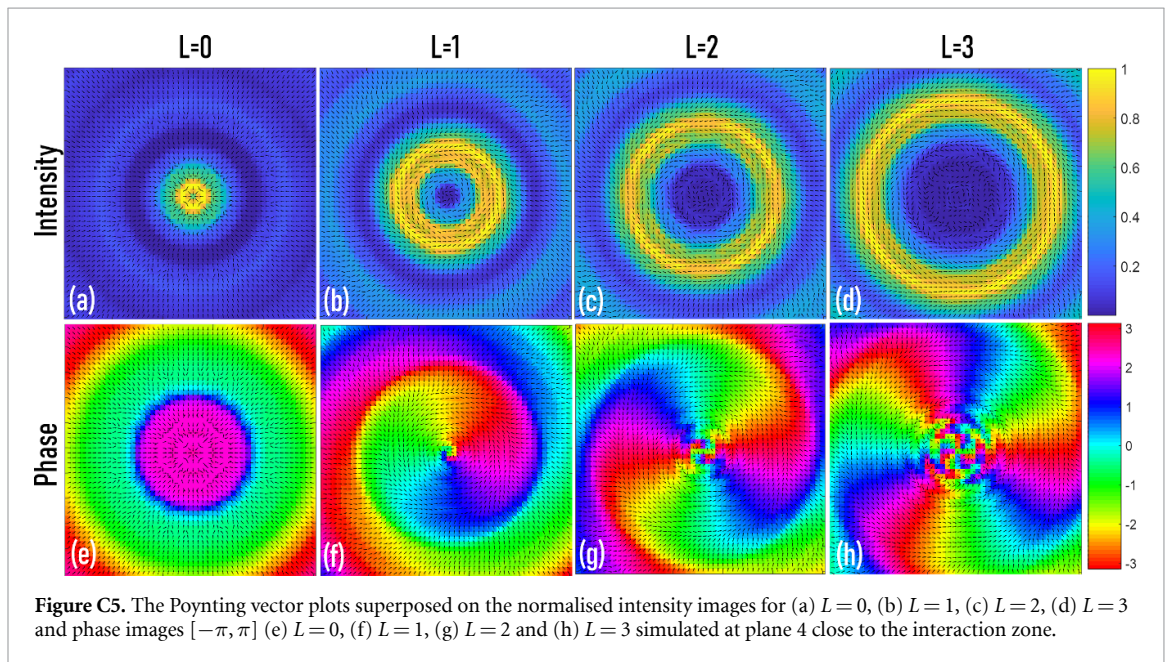 L=0 L=1 L=2 L=3
Intensity
(a) (b) (c) (d)
1
0.8
0.6
0.4
0.2
Phase
(e) (f) (g) (h)
3
2
1
0
-1
-2
-3
Figure C5. The Poynting vector plots superposed on the normalised intensity images for (a) L = 0, (b) L = 1, (c) L = 2, (d) L = 3
and phase images [−π, π] (e) L = 0, (f) L = 1, (g) L = 2 and (h) L = 3 simulated at plane 4 close to the interaction zone.